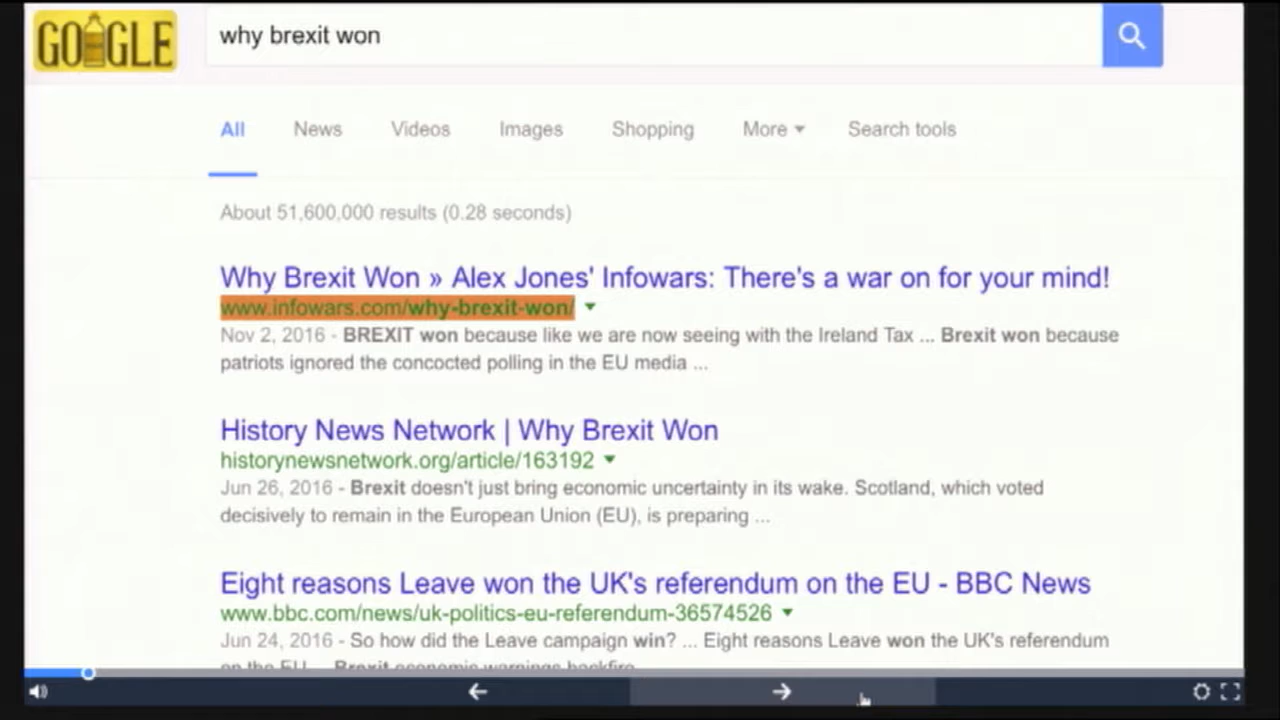 GOOGLE
why brexit won
All News Videos Images Shopping More Search tools
About 51,600,000 results (0.28 seconds)
Why Brexit Won » Alex Jones' Infowars: There's a war on for your mind!
www.infowars.com/why-brexit-won/
Nov 2, 2016 - BREXIT won because like we are now seeing with the Ireland Tax ... Brexit won because
patriots ignored the concocted polling in the EU media ...
History News Network | Why Brexit Won
historynewsnetwork.org/article/163192
Jun 26, 2016 - Brexit doesn't just bring economic uncertainty in its wake. Scotland, which voted
decisively to remain in the European Union (EU), is preparing ...
Eight reasons Leave won the UK's referendum on the EU - BBC News
www.bbc.com/news/uk-politics-eu-referendum-36574526
Jun 24, 2016 - So how did the Leave campaign win? ... Eight reasons Leave won the UK's referendum
on the EU ... Brexit economic warnings backfire